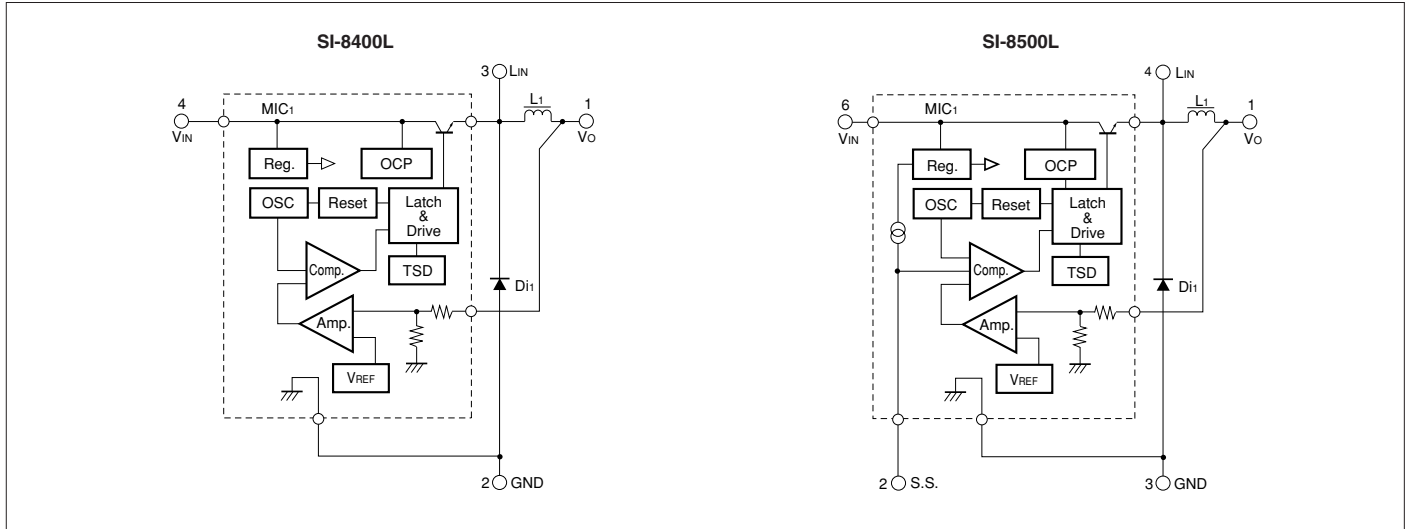 SI-8400L
3
LIN
4
VIN
MIC1
L1
1
VO
Reg.
OCP
OSC
Reset
Latch
&
Drive
Comp.
TSD
Di1
Amp.
VREF
2
GND
SI-8500L
4
LIN
6
VIN
MIC1
L1
1
VO
Reg.
OCP
OSC
Reset
Latch
&
Drive
Comp.
TSD
Di1
Amp.
VREF
2
S.S.
3
GND